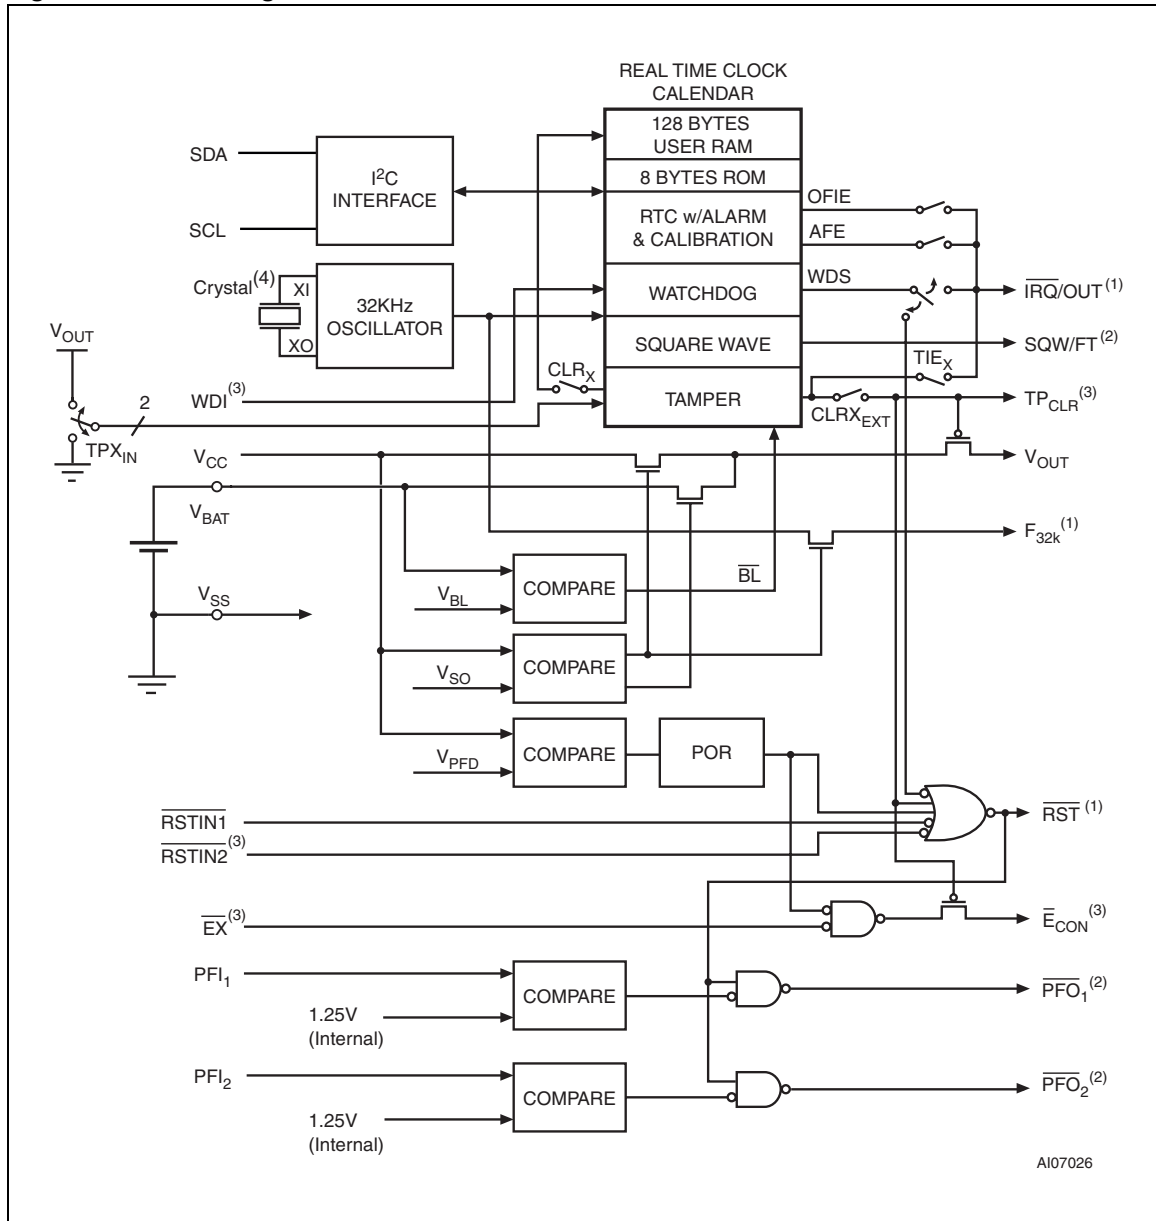 REAL TIME CLOCK
CALENDAR
128 BYTES
USER RAM
SDA
I²C
INTERFACE
8 BYTES ROM
OFIE
RTC w/ALARM
& CALIBRATION
SCL
AFE
Crystal(4)
XI
32KHz
OSCILLATOR
WATCHDOG
WDS
IRQ/OUT (1)
VOUT
XO
SQUARE WAVE
SQW/FT(2)
TIEX
CLRX
WDI(3)
2
TAMPER
CLRXEXT
TPCLR(3)
TPXIN
VCC
VOUT
VBAT
F32k(1)
COMPARE
BL
VBL
VSS
COMPARE
VSO
COMPARE
POR
VPFD
RSTIN1
RST (1)
RSTIN2(3)
EX(3)
ECON(3)
PFI1
COMPARE
PFO1(2)
1.25V
(Internal)
PFI2
COMPARE
PFO2(2)
1.25V
(Internal)
AI07026